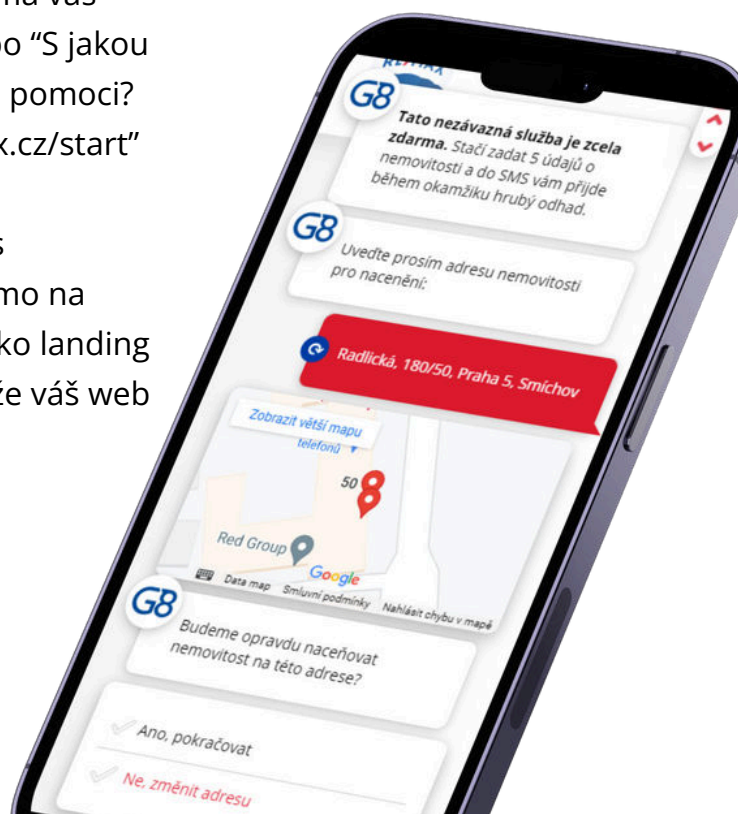 váš
“S jakou
pomoci?
x.cz/start”
mo na
ko landing
že váš web
RE/MAX
G8
Tato nezávazná služba je zcela
zdarma. Stačí zadat 5 údajů o
nemovitosti a do SMS vám přijde
během okamžiku hrubý odhad.
G8
Uveďte prosím adresu nemovitosti
pro nacenění:
Radlická, 180/50, Praha 5, Smíchov
Zobrazit větší mapu
telefonů
50
Red Group
Google
Data map Smluvní podmínky Nahlásit chybu v mapě
G8
Budeme opravdu naceňovat
nemovitost na této adrese?
Ano, pokračovat
Ne, změnit adresu